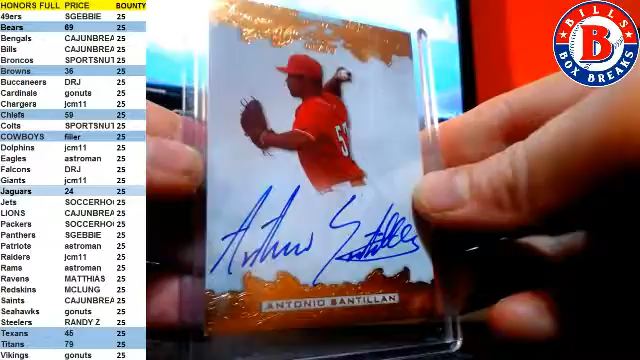 HONORS FULL PRICE BOUNTY
49ers SGEBBIE 25
Bears 69 25
Bengals CAJUNBREA 25
Bills CAJUNBREA 25
Broncos SPORTSNUT 25
Browns 36 25
Buccaneers DRJ 25
Cardinals gonuts 25
Chargers jcm11 25
Chiefs 59 25
Colts SPORTSNUT 25
COWBOYS filler 25
Dolphins jcm11 25
Eagles astroman 25
Falcons DRJ 25
Giants jcm11 25
Jaguars 24 25
Jets SOCCERHO 25
LIONS CAJUNBREA 25
Packers SOCCERHO 25
Panthers SGEBBIE 25
Patriots astroman 25
Raiders jcm11 25
Rams astroman 25
Ravens MATTHIAS 25
Redskins MCLUNG 25
Saints CAJUNBREA 25
Seahawks gonuts 25
Steelers RANDY Z 25
Texans 45 25
Titans 79 25
Vikings gonuts 25
BILLS
B
BOX BREAKS
57
Antonio Santillan
ANTONIO SANTILLAN